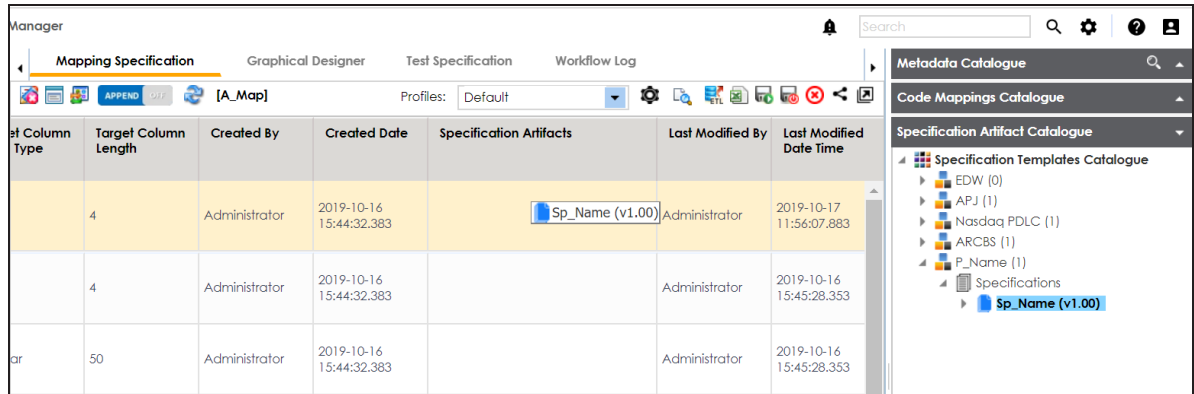 Manager
Search
Mapping Specification Graphical Designer Test Specification Workflow Log
APPEND OFF [A_Map] Profiles: Default ETL
et Column Type Target Column Length Created By Created Date Specification Artifacts Last Modified By Last Modified Date Time
4 Administrator 2019-10-16 15:44:32.383 Sp_Name (v1.00) Administrator 2019-10-17 11:56:07.883
4 Administrator 2019-10-16 15:44:32.383 Administrator 2019-10-16 15:45:28.353
ar 50 Administrator 2019-10-16 15:44:32.383 Administrator 2019-10-16 15:45:28.353
Metadata Catalogue
Code Mappings Catalogue
Specification Artifact Catalogue
Specification Templates Catalogue
EDW (0)
APJ (1)
Nasdaq PDLC (1)
ARCBS (1)
P_Name (1)
Specifications
Sp_Name (v1.00)